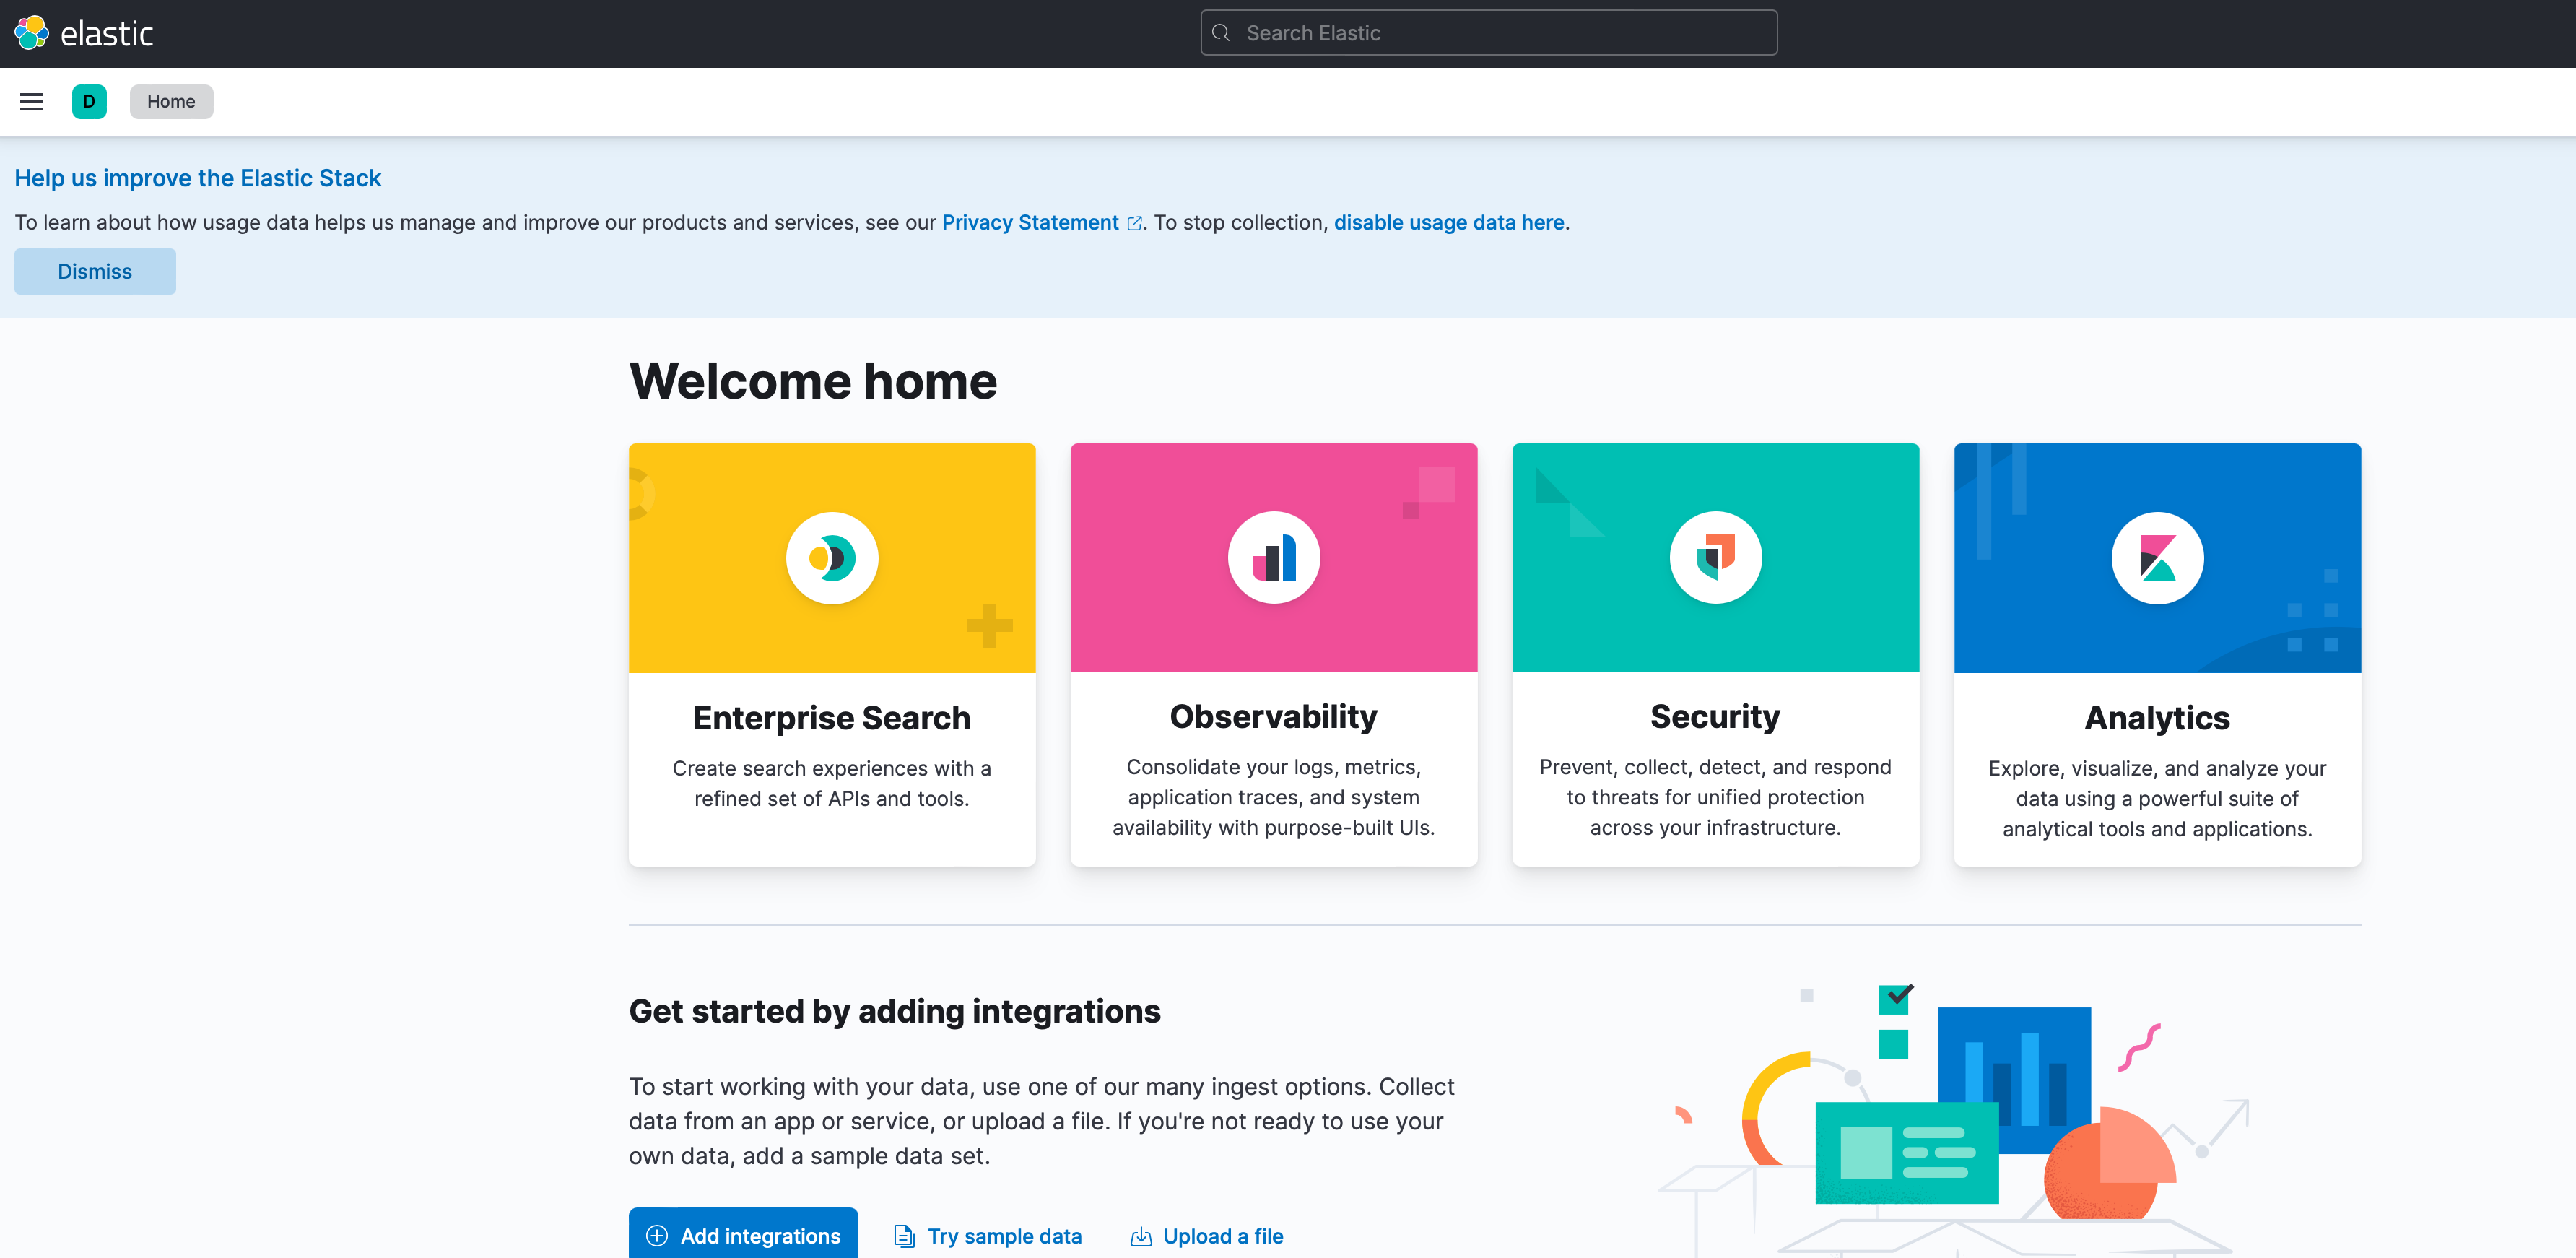 elastic
Search Elastic
D
Home
Help us improve the Elastic Stack
To learn about how usage data helps us manage and improve our products and services, see our Privacy Statement. To stop collection, disable usage data here.
Dismiss
Welcome home
Enterprise Search
Create search experiences with a
refined set of APIs and tools.
Observability
Consolidate your logs, metrics,
application traces, and system
availability with purpose-built UIs.
Security
Prevent, collect, detect, and respond
to threats for unified protection
across your infrastructure.
Analytics
Explore, visualize, and analyze your
data using a powerful suite of
analytical tools and applications.
Get started by adding integrations
To start working with your data, use one of our many ingest options. Collect
data from an app or service, or upload a file. If you're not ready to use your
own data, add a sample data set.
Add integrations
Try sample data
Upload a file